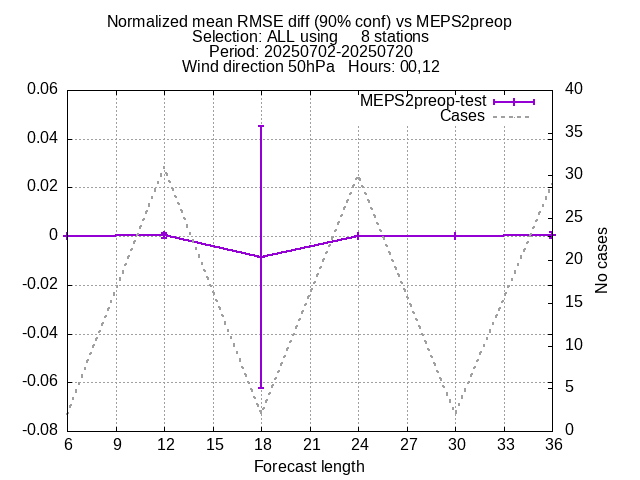 Normalized mean RMSE diff (90% conf) vs MEPS2preop
Selection: ALL using 8 stations
Period: 20250702-20250720
Wind direction 50hPa Hours: 00,12
MEPS2preop-test
Cases
0.06
0.04
0.02
0
-0.02
-0.04
-0.06
-0.08
40
35
30
25
20
15
10
5
0
No cases
6 9 12 15 18 21 24 27 30 33 36
Forecast length